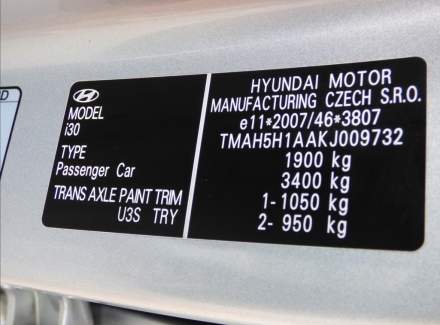 D
MODEL
i30
TYPE
Passenger Car
TRANS AXLE PAINT TRIM
U3S TRY
HYUNDAI MOTOR
MANUFACTURING CZECH S.R.O.
e11*2007/46*3807
TMAH5H1AAKJ009732
1900 kg
3400 kg
1- 1050 kg
2- 950 kg